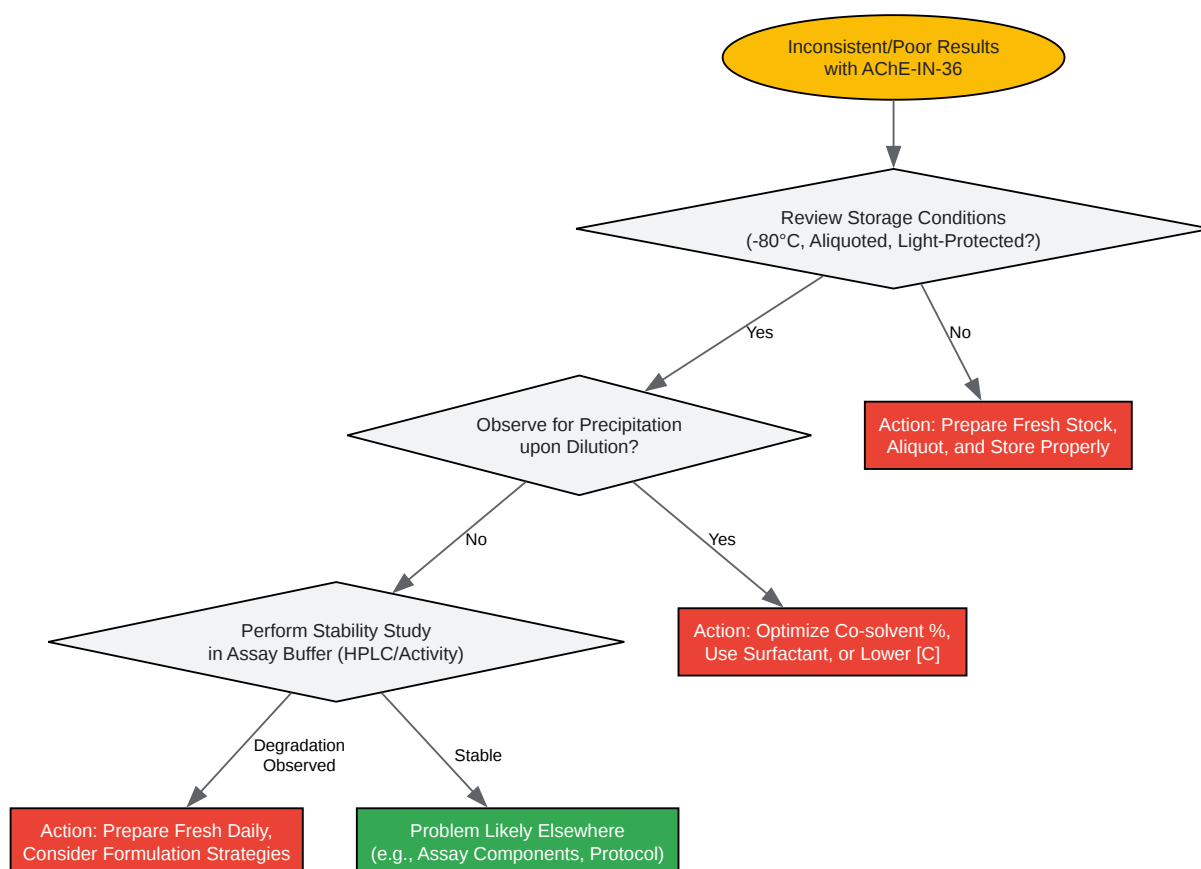 Inconsistent/Poor Results
with AChE-IN-36
Review Storage Conditions
(-80°C, Aliquoted, Light-Protected?)
Yes
No
Observe for Precipitation
upon Dilution?
Action: Prepare Fresh Stock,
Aliquot, and Store Properly
No
Yes
Perform Stability Study
in Assay Buffer (HPLC/Activity)
Action: Optimize Co-solvent %,
Use Surfactant, or Lower [C]
Degradation
Observed
Stable
Action: Prepare Fresh Daily,
Consider Formulation Strategies
Problem Likely Elsewhere
(e.g., Assay Components, Protocol)